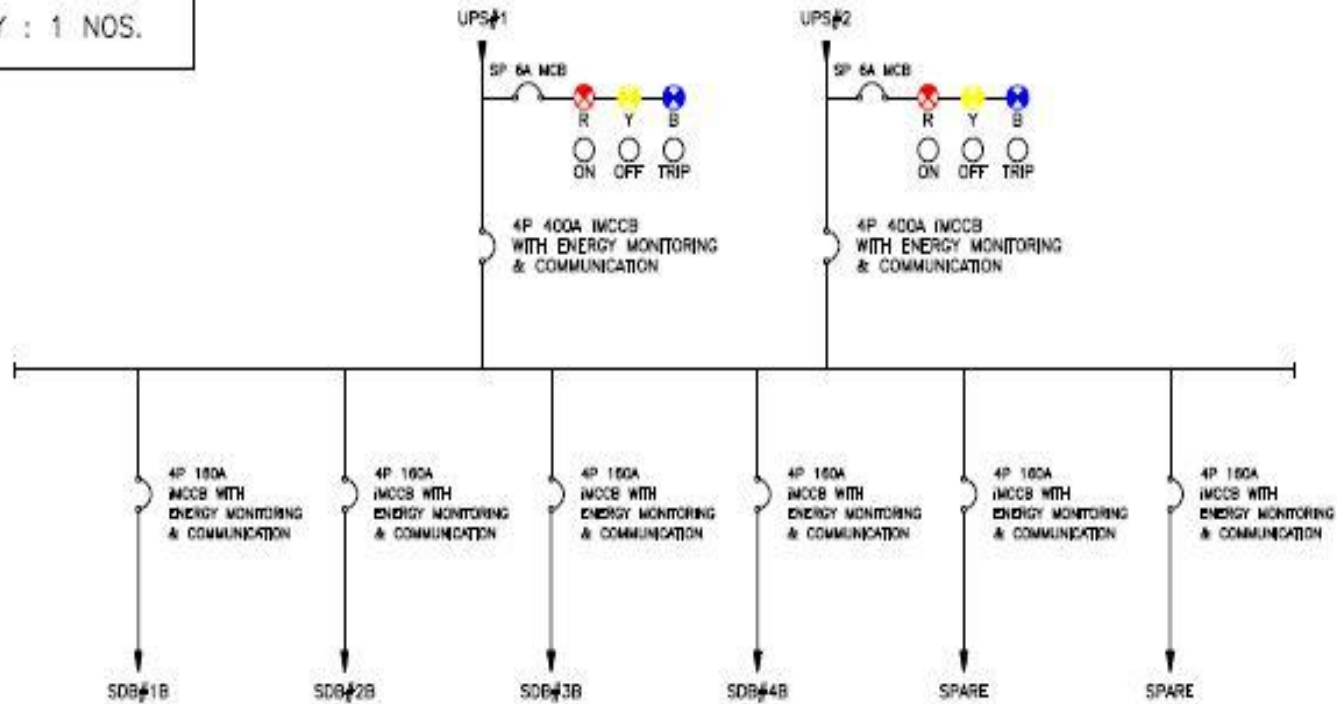 Y : 1 NOS.
UPS#1
UPS#2
SP 6A MCB
SP 6A MCB
R Y B
R Y B
ON OFF TRIP
ON OFF TRIP
4P 400A IMCCB
WITH ENERGY MONITORING
& COMMUNICATION
4P 400A IMCCB
WITH ENERGY MONITORING
& COMMUNICATION
4P 160A
iMCCB WITH
ENERGY MONITORING
& COMMUNICATION
4P 160A
iMCCB WITH
ENERGY MONITORING
& COMMUNICATION
4P 160A
iMCCB WITH
ENERGY MONITORING
& COMMUNICATION
4P 160A
iMCCB WITH
ENERGY MONITORING
& COMMUNICATION
4P 160A
iMCCB WITH
ENERGY MONITORING
& COMMUNICATION
4P 160A
iMCCB WITH
ENERGY MONITORING
& COMMUNICATION
SDB#1B
SDB#2B
SDB#3B
SDB#4B
SPARE
SPARE